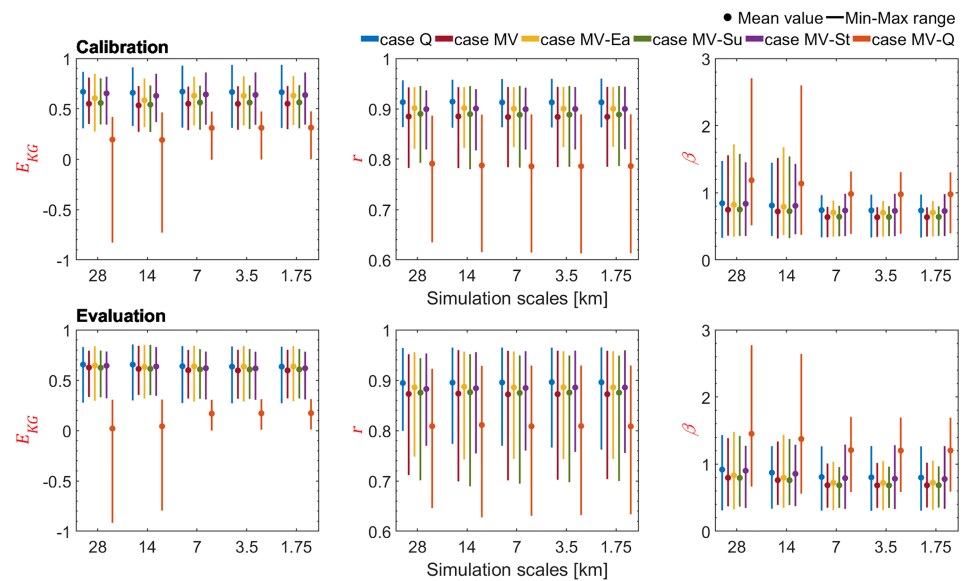 Mean value Min-Max range
case Q case MV case MV-Ea case MV-Su case MV-St case MV-Q
Calibration
1
0.5
0
-0.5
-1
E_KG
28 14 7 3.5 1.75
1
0.9
0.8
0.7
0.6
r
28 14 7 3.5 1.75
Simulation scales [km]
3
2
1
0
β
28 14 7 3.5 1.75
Evaluation
1
0.5
0
-0.5
-1
E_KG
28 14 7 3.5 1.75
1
0.9
0.8
0.7
0.6
r
28 14 7 3.5 1.75
Simulation scales [km]
3
2
1
0
β
28 14 7 3.5 1.75